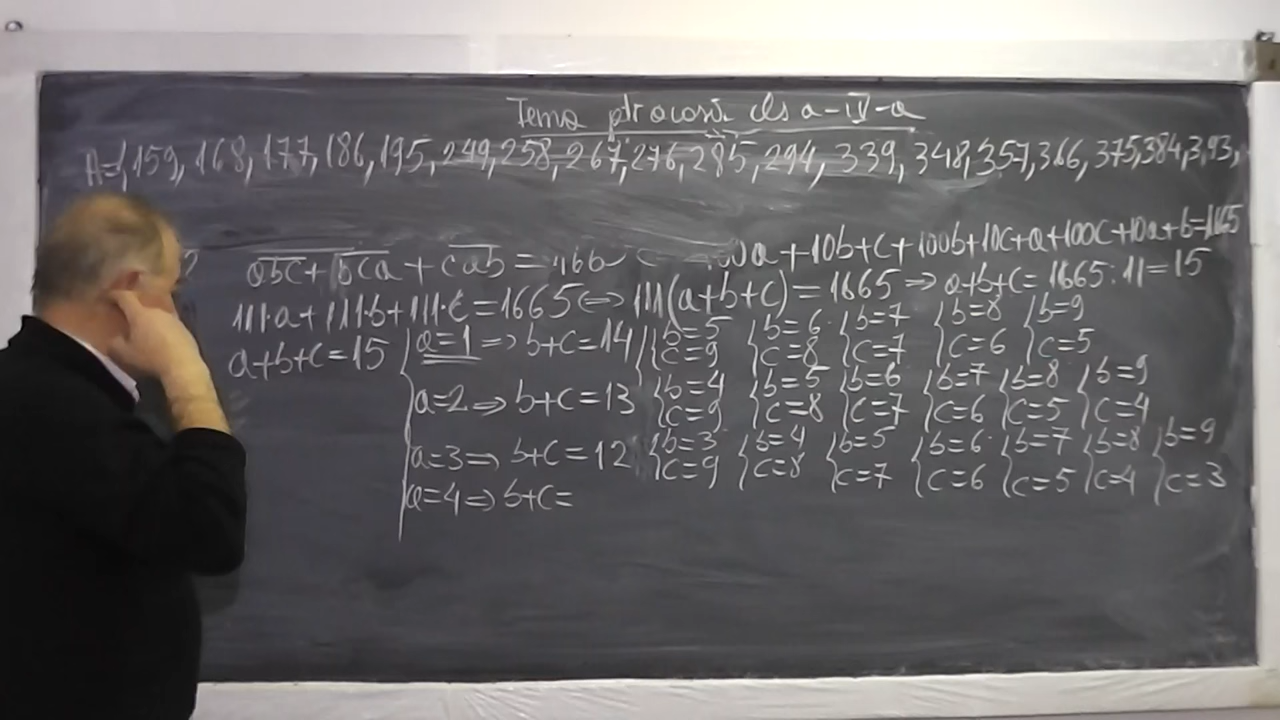 Tema pt acasă cls a-IV-a
A={159, 168, 177, 186, 195, 249, 258, 267, 276, 285, 294, 339, 348, 357, 366, 375, 384, 393,
abc + bca + cab = 100a+10b+c+100b+10c+a+100c+10a+b=1665
111·a+111·b+111·c=1665 <=> 111(a+b+c)=1665 => a+b+c=1665:11=15
a+b+c=15 a=1 => b+c=14 b=5 c=9 b=6 c=8 b=7 c=7 b=8 c=6 b=9 c=5
a=2 => b+c=13 b=4 c=9 b=5 c=8 b=6 c=7 b=7 c=6 b=8 c=5 b=9 c=4
a=3 => b+c=12 b=3 c=9 b=4 c=8 b=5 c=7 b=6 c=6 b=7 c=5 b=8 c=4 b=9 c=3
a=4 => b+c=